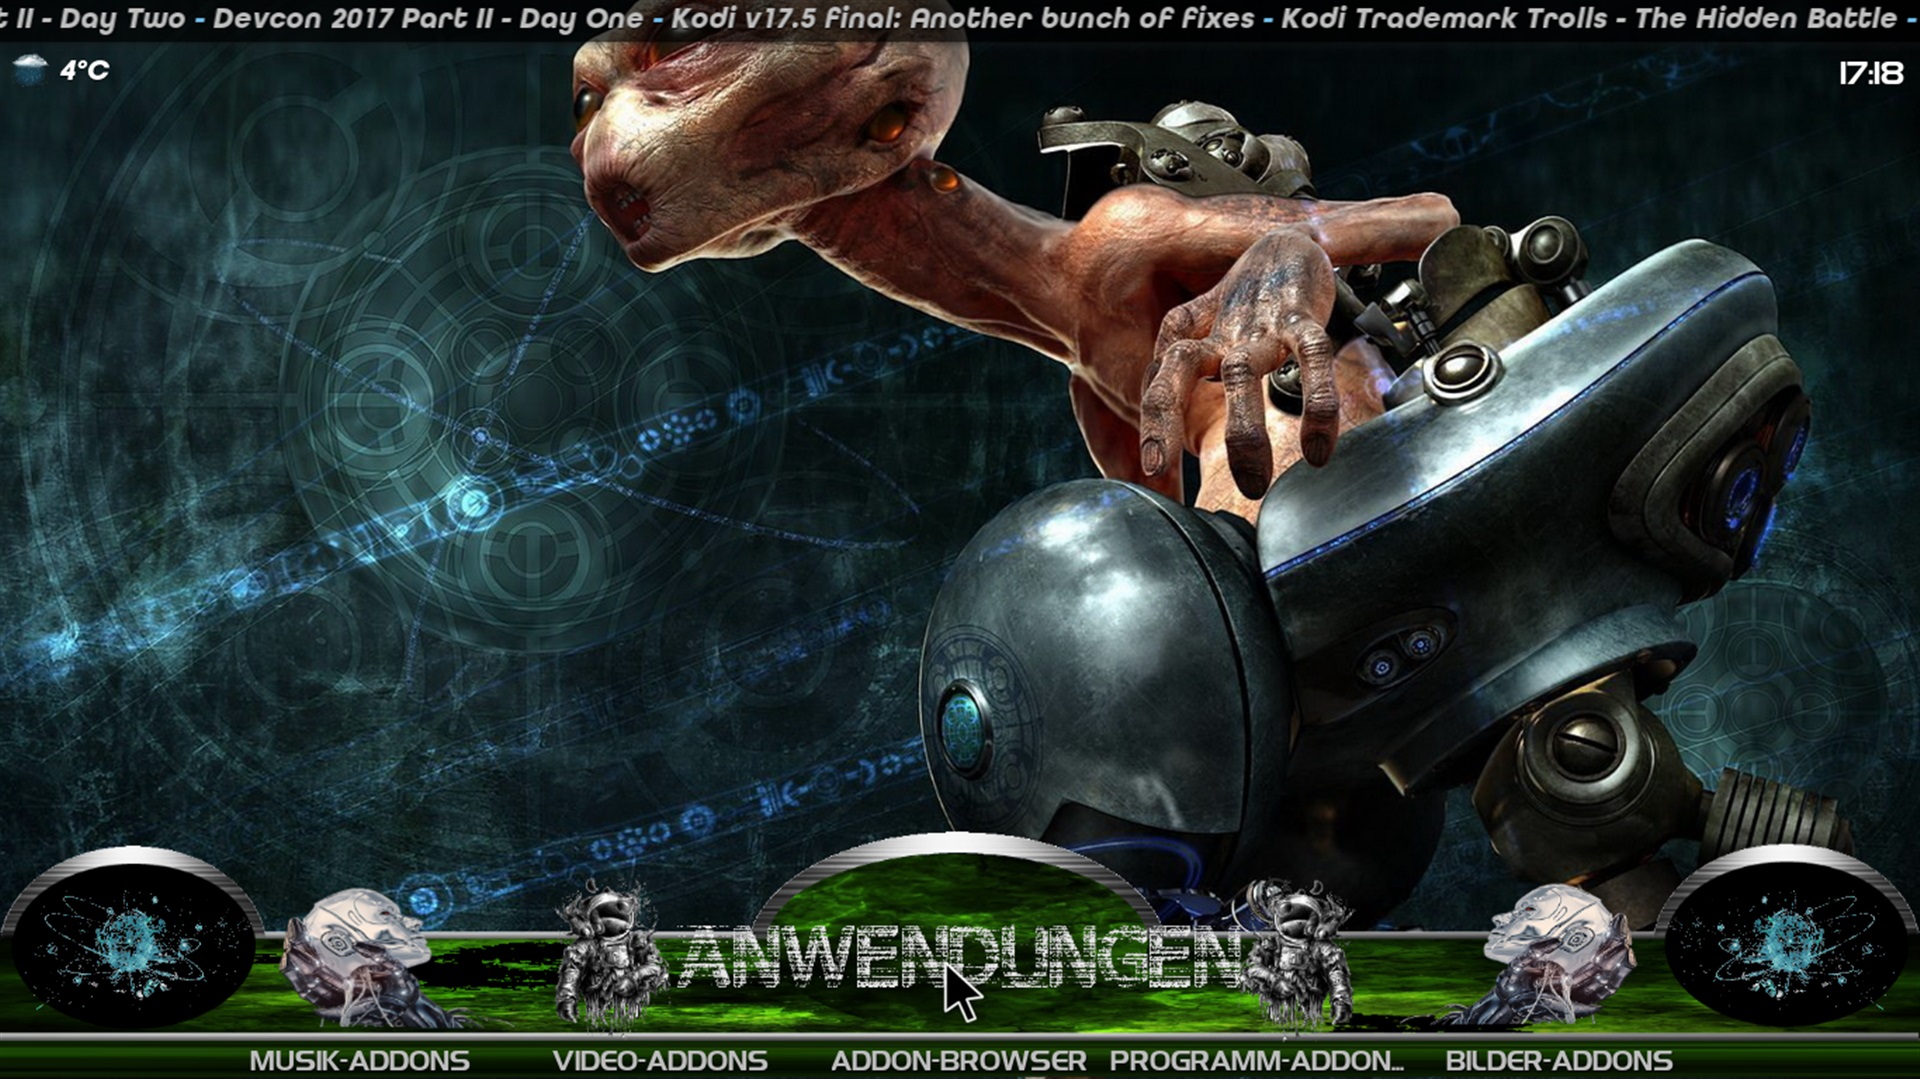 t II - Day Two - Devcon 2017 Part II - Day One - Kodi v17.5 final: Another bunch of fixes - Kodi Trademark Trolls - The Hidden Battle -
4°C
17:18
ANWENDUNGEN
MUSIK-ADDONS VIDEO-ADDONS ADDON-BROWSER PROGRAMM-ADDON... BILDER-ADDONS